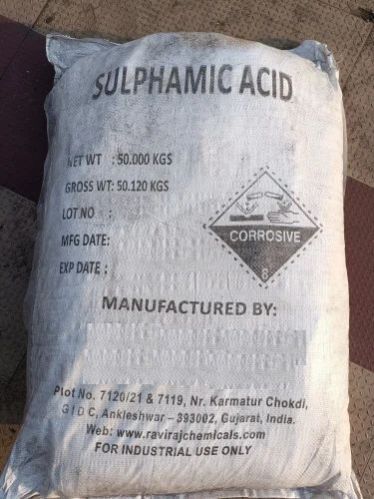 SULPHAMIC ACID
NET WT : 50.000 KGS
GROSS WT: 50.120 KGS
LOT NO :
MFG DATE:
EXP DATE :
CORROSIVE
8
MANUFACTURED BY:
Plot No. 7120/21 & 7119, Nr. Karmatur Chokdi,
G I D C, Ankleshwar – 393002, Gujarat, India.
Web: www.ravirajchemicals.com
FOR INDUSTRIAL USE ONLY